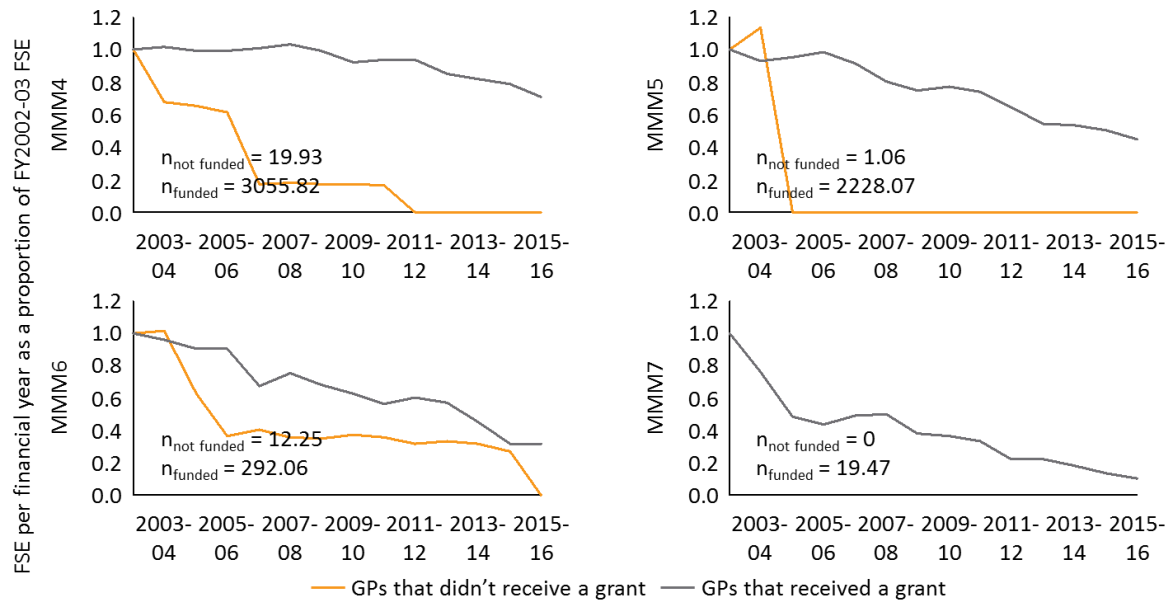 FSE per financial year as a proportion of FY2002-03 FSE
MMM4
1.2
1.0
0.8
0.6
0.4
0.2
0.0
n not funded = 19.93
n funded = 3055.82
2003-04 2005-06 2007-08 2009-10 2011-12 2013-14 2015-16
MMM5
1.2
1.0
0.8
0.6
0.4
0.2
0.0
n not funded = 1.06
n funded = 2228.07
2003-04 2005-06 2007-08 2009-10 2011-12 2013-14 2015-16
MMM6
1.2
1.0
0.8
0.6
0.4
0.2
0.0
n not funded = 12.25
n funded = 292.06
2003-04 2005-06 2007-08 2009-10 2011-12 2013-14 2015-16
MMM7
1.2
1.0
0.8
0.6
0.4
0.2
0.0
n not funded = 0
n funded = 19.47
2003-04 2005-06 2007-08 2009-10 2011-12 2013-14 2015-16
GPs that didn't receive a grant GPs that received a grant